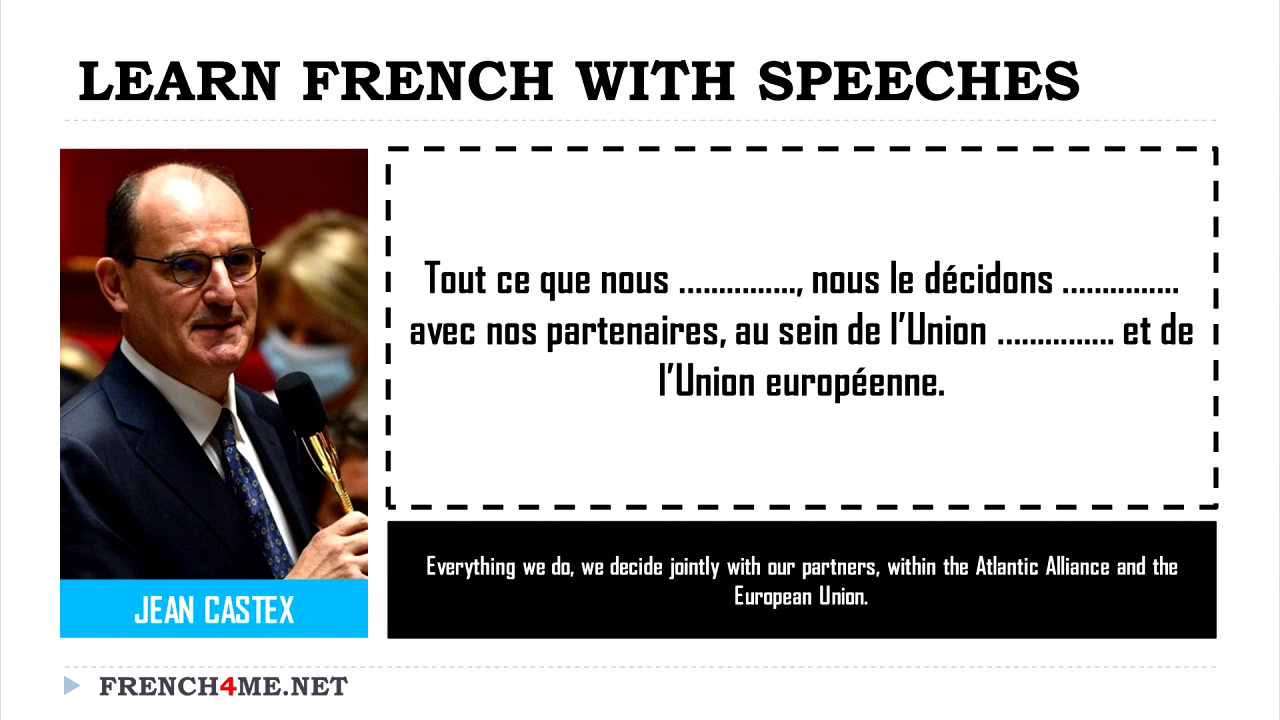 LEARN FRENCH WITH SPEECHES
Tout ce que nous ..............., nous le décidons ...............
avec nos partenaires, au sein de l’Union ............... et de
l’Union européenne.
Everything we do, we decide jointly with our partners, within the Atlantic Alliance and the
European Union.
JEAN CASTEX
FRENCH4ME.NET